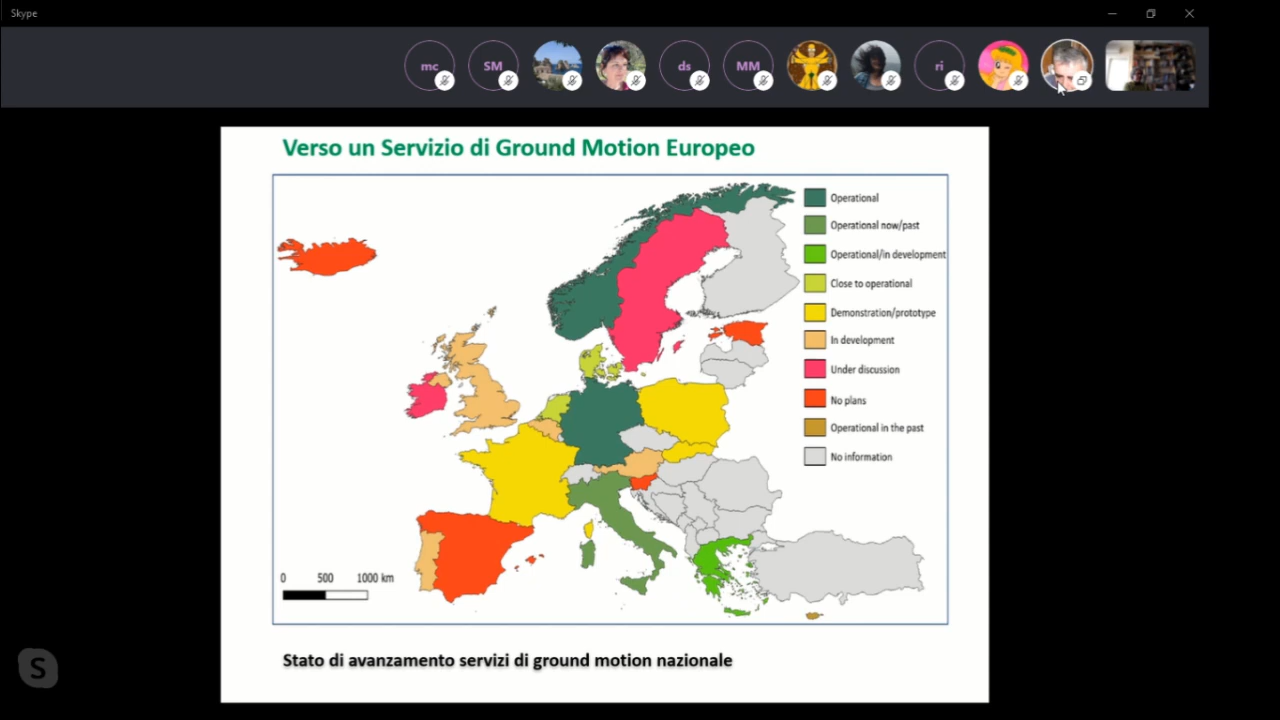 Skype
mc
SM
ds
MM
ri
Verso un Servizio di Ground Motion Europeo
Operational
Operational now/past
Operational/in development
Close to operational
Demonstration/prototype
In development
Under discussion
No plans
Operational in the past
No information
0 500 1000 km
Stato di avanzamento servizi di ground motion nazionale
S